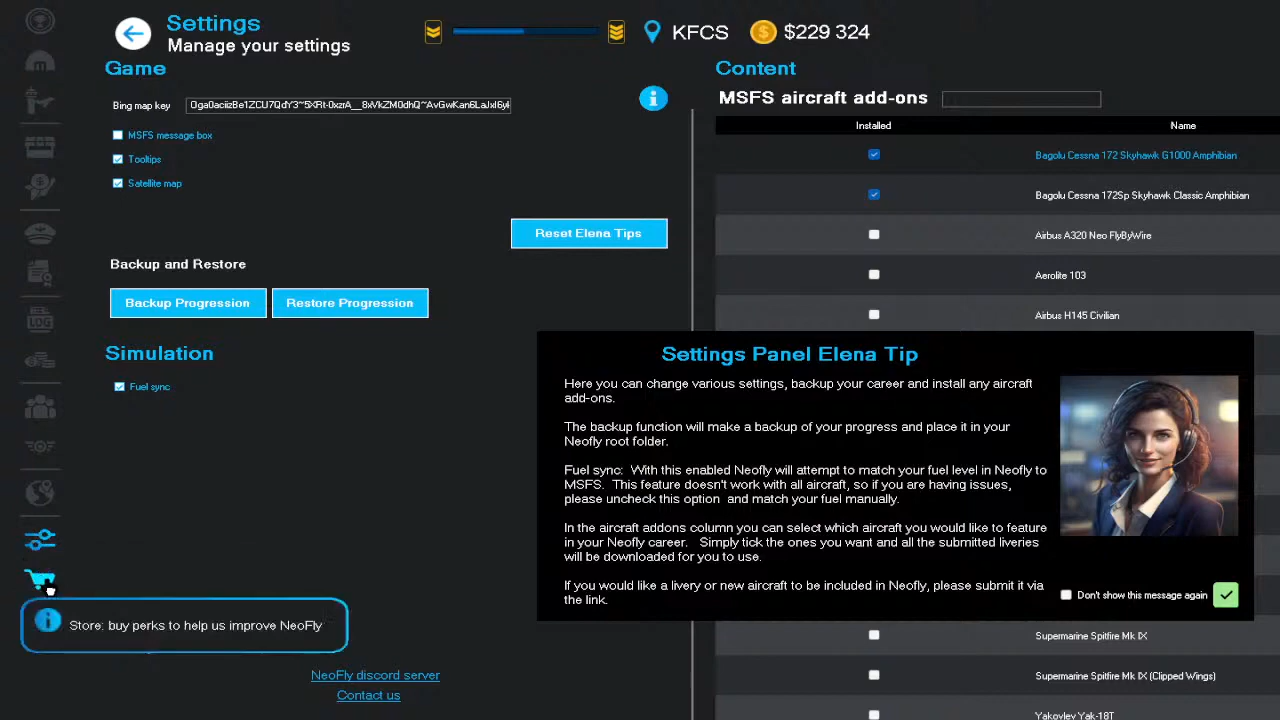 Settings
Manage your settings
KFCS
$229 324
Game
Bing map key
MSFS message box
Tooltips
Satellite map
Reset Elena Tips
Backup and Restore
Backup Progression
Restore Progression
Simulation
Fuel sync
Content
MSFS aircraft add-ons
Installed
Name
Bagolu Cessna 172 Skyhawk G1000 Amphibian
Bagolu Cessna 172Sp Skyhawk Classic Amphibian
Airbus A320 Neo FlyByWire
Aerolite 103
Airbus H145 Civilian
Settings Panel Elena Tip
Here you can change various settings, backup your career and install any aircraft
add-ons.
The backup function will make a backup of your progress and place it in your
Neofly root folder.
Fuel sync: With this enabled Neofly will attempt to match your fuel level in Neofly to
MSFS. This feature doesn't work with all aircraft, so if you are having issues,
please uncheck this option and match your fuel manually.
In the aircraft addons column you can select which aircraft you would like to feature
in your Neofly career. Simply tick the ones you want and all the submitted liveries
will be downloaded for you to use.
If you would like a livery or new aircraft to be included in Neofly, please submit it via
the link.
Don't show this message again
Supermarine Spitfire Mk IX
Supermarine Spitfire Mk IX (Clipped Wings)
Yakovlev Yak-18T
LOG
Store: buy perks to help us improve NeoFly
NeoFly discord server
Contact us